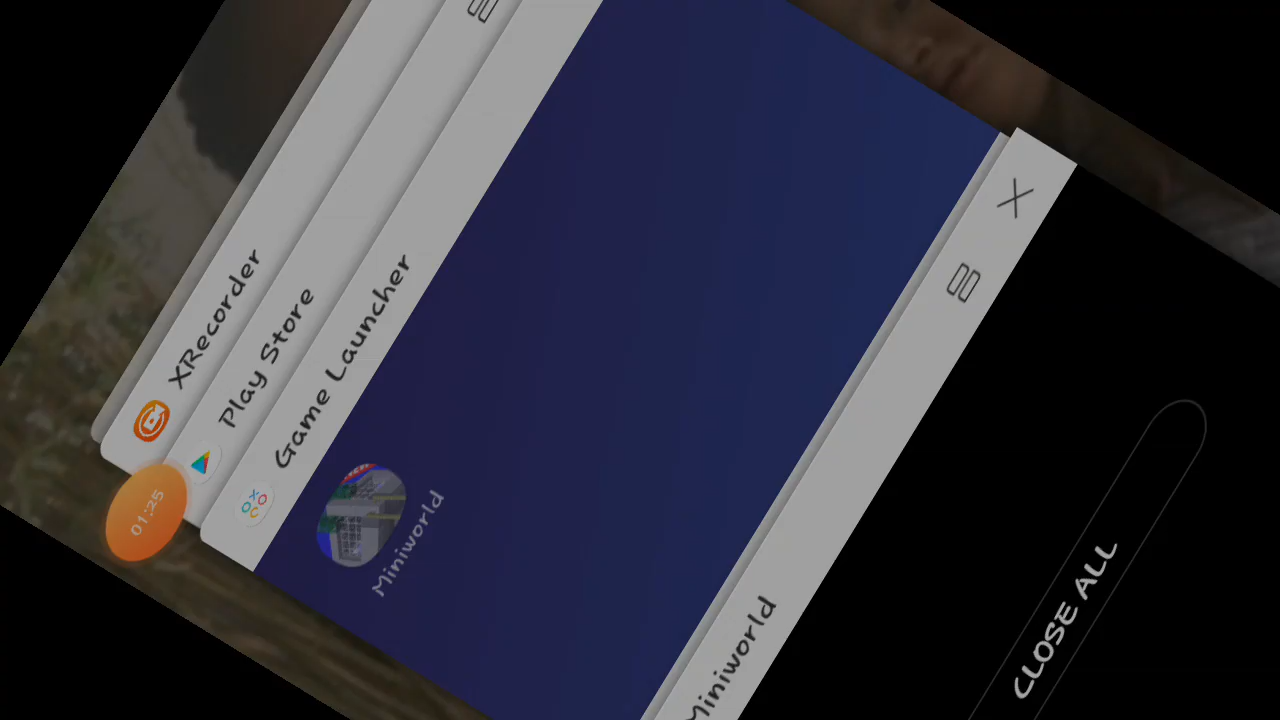 XRecorder
Play Store
Game Launcher
Miniworld
Miniworld
CLOSE ALL
01:25